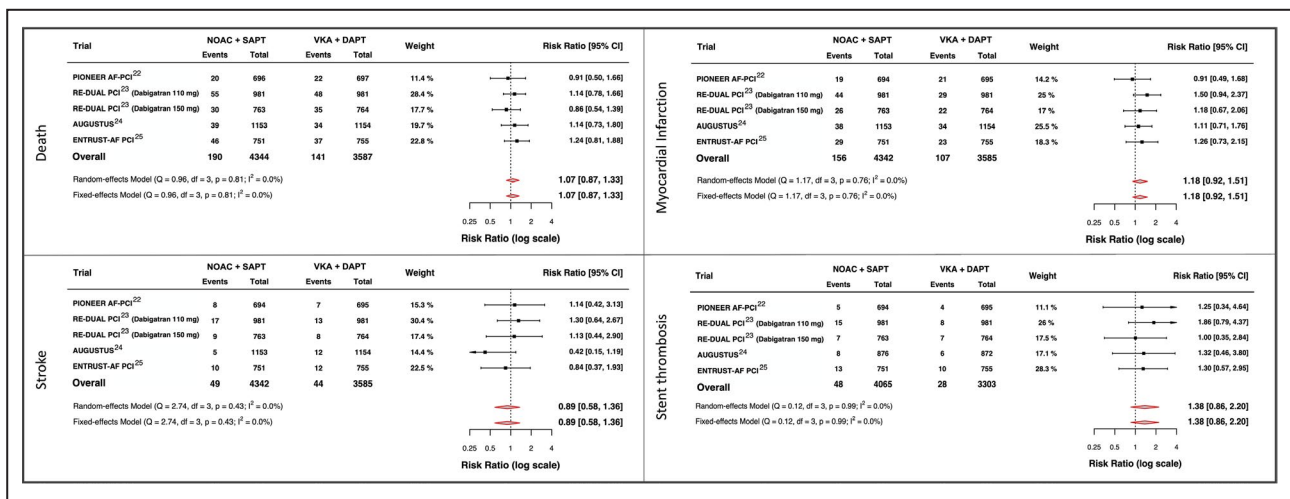 Death
Trial NOAC + SAPT VKA + DAPT Weight Risk Ratio [95% CI]
Events Total Events Total
PIONEER AF-PCI22 20 696 22 697 11.4 % 0.91 [0.50, 1.66]
RE-DUAL PCI23 (Dabigatran 110 mg) 55 981 48 981 28.4 % 1.14 [0.78, 1.66]
RE-DUAL PCI23 (Dabigatran 150 mg) 30 763 35 764 17.7 % 0.86 [0.54, 1.39]
AUGUSTUS24 39 1153 34 1154 19.7 % 1.14 [0.73, 1.80]
ENTRUST-AF PCI25 46 751 37 755 22.8 % 1.24 [0.81, 1.88]
Overall 190 4344 141 3587
Random-effects Model (Q = 0.96, df = 3, p = 0.81; I2 = 0.0%) 1.07 [0.87, 1.33]
Fixed-effects Model (Q = 0.96, df = 3, p = 0.81; I2 = 0.0%) 1.07 [0.87, 1.33]
0.25 1 2 4
Risk Ratio (log scale)
Myocardial Infarction
Trial NOAC + SAPT VKA + DAPT Weight Risk Ratio [95% CI]
Events Total Events Total
PIONEER AF-PCI22 19 694 21 695 14.2 % 0.91 [0.49, 1.68]
RE-DUAL PCI23 (Dabigatran 110 mg) 44 981 29 981 25 % 1.50 [0.94, 2.37]
RE-DUAL PCI23 (Dabigatran 150 mg) 26 763 22 764 17 % 1.18 [0.67, 2.06]
AUGUSTUS24 38 1153 34 1154 25.5 % 1.11 [0.71, 1.76]
ENTRUST-AF PCI25 29 751 23 755 18.3 % 1.26 [0.73, 2.15]
Overall 156 4342 107 3585
Random-effects Model (Q = 1.17, df = 3, p = 0.76; I2 = 0.0%) 1.18 [0.92, 1.51]
Fixed-effects Model (Q = 1.17, df = 3, p = 0.76; I2 = 0.0%) 1.18 [0.92, 1.51]
0.25 1 2 4
Risk Ratio (log scale)
Stroke
Trial NOAC + SAPT VKA + DAPT Weight Risk Ratio [95% CI]
Events Total Events Total
PIONEER AF-PCI22 8 694 7 695 15.3 % 1.14 [0.42, 3.13]
RE-DUAL PCI23 (Dabigatran 110 mg) 17 981 13 981 30.4 % 1.30 [0.64, 2.67]
RE-DUAL PCI23 (Dabigatran 150 mg) 9 763 8 764 17.4 % 1.13 [0.44, 2.90]
AUGUSTUS24 5 1153 12 1154 14.4 % 0.42 [0.15, 1.19]
ENTRUST-AF PCI25 10 751 12 755 22.5 % 0.84 [0.37, 1.93]
Overall 49 4342 44 3585
Random-effects Model (Q = 2.74, df = 3, p = 0.43; I2 = 0.0%) 0.89 [0.58, 1.36]
Fixed-effects Model (Q = 2.74, df = 3, p = 0.43; I2 = 0.0%) 0.89 [0.58, 1.36]
0.25 1 2 4
Risk Ratio (log scale)
Stent thrombosis
Trial NOAC + SAPT VKA + DAPT Weight Risk Ratio [95% CI]
Events Total Events Total
PIONEER AF-PCI22 5 694 4 695 11.1 % 1.25 [0.34, 4.64]
RE-DUAL PCI23 (Dabigatran 110 mg) 15 981 8 981 26 % 1.86 [0.79, 4.37]
RE-DUAL PCI23 (Dabigatran 150 mg) 7 763 7 764 17.5 % 1.00 [0.35, 2.84]
AUGUSTUS24 8 876 6 872 17.1 % 1.32 [0.46, 3.80]
ENTRUST-AF PCI25 13 751 10 755 28.3 % 1.30 [0.57, 2.95]
Overall 48 4065 28 3303
Random-effects Model (Q = 0.12, df = 3, p = 0.99; I2 = 0.0%) 1.38 [0.86, 2.20]
Fixed-effects Model (Q = 0.12, df = 3, p = 0.99; I2 = 0.0%) 1.38 [0.86, 2.20]
0.25 1 2 4
Risk Ratio (log scale)